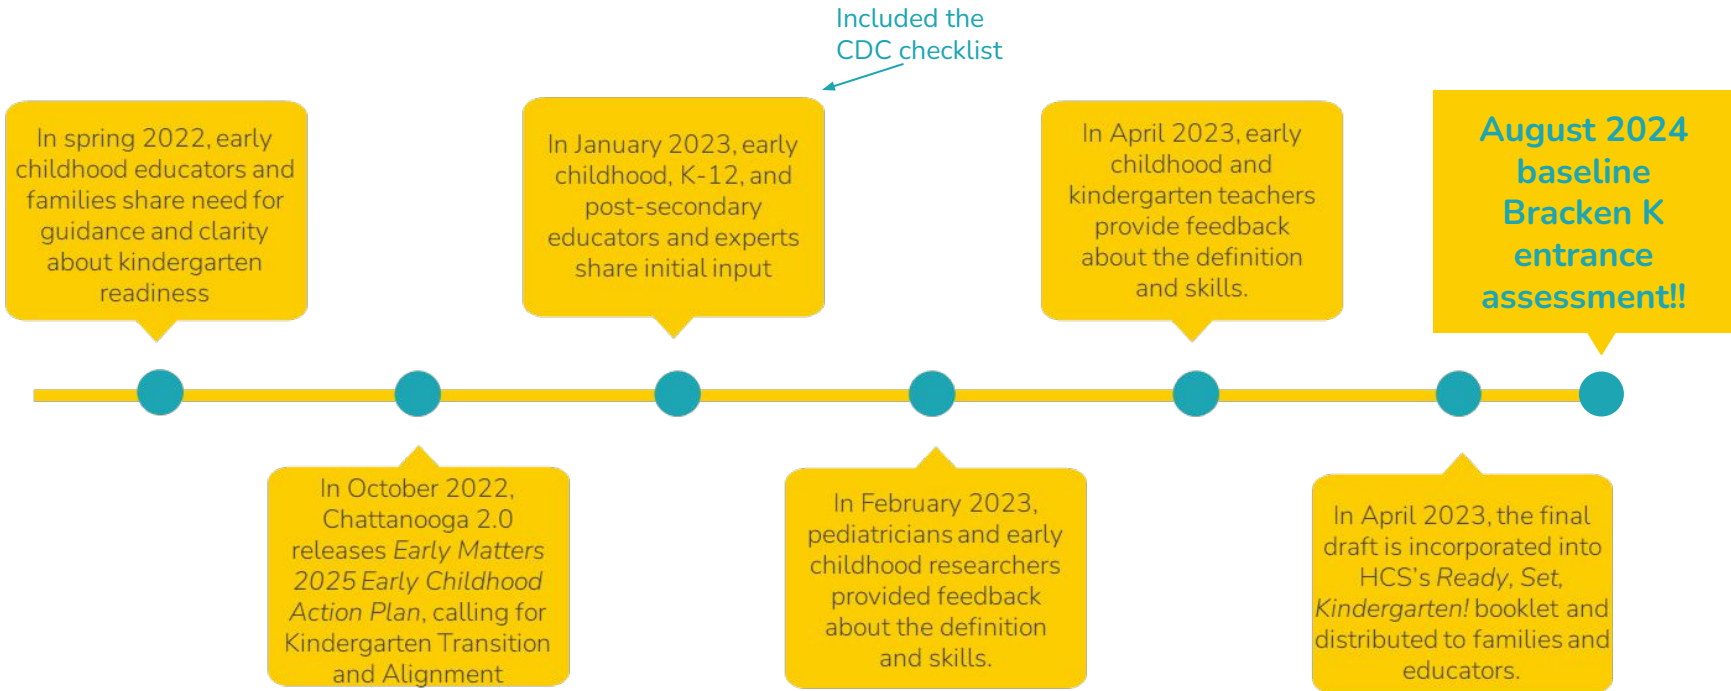 Included the
CDC checklist
In spring 2022, early
childhood educators and
families share need for
guidance and clarity
about kindergarten
readiness
In October 2022,
Chattanooga 2.0
releases Early Matters
2025 Early Childhood
Action Plan, calling for
Kindergarten Transition
and Alignment
In January 2023, early
childhood, K-12, and
post-secondary
educators and experts
share initial input
In February 2023,
pediatricians and early
childhood researchers
provided feedback
about the definition
and skills.
In April 2023, early
childhood and
kindergarten teachers
provide feedback
about the definition
and skills.
In April 2023, the final
draft is incorporated into
HCS’s Ready, Set,
Kindergarten! booklet and
distributed to families and
educators.
August 2024
baseline
Bracken K
entrance
assessment!!